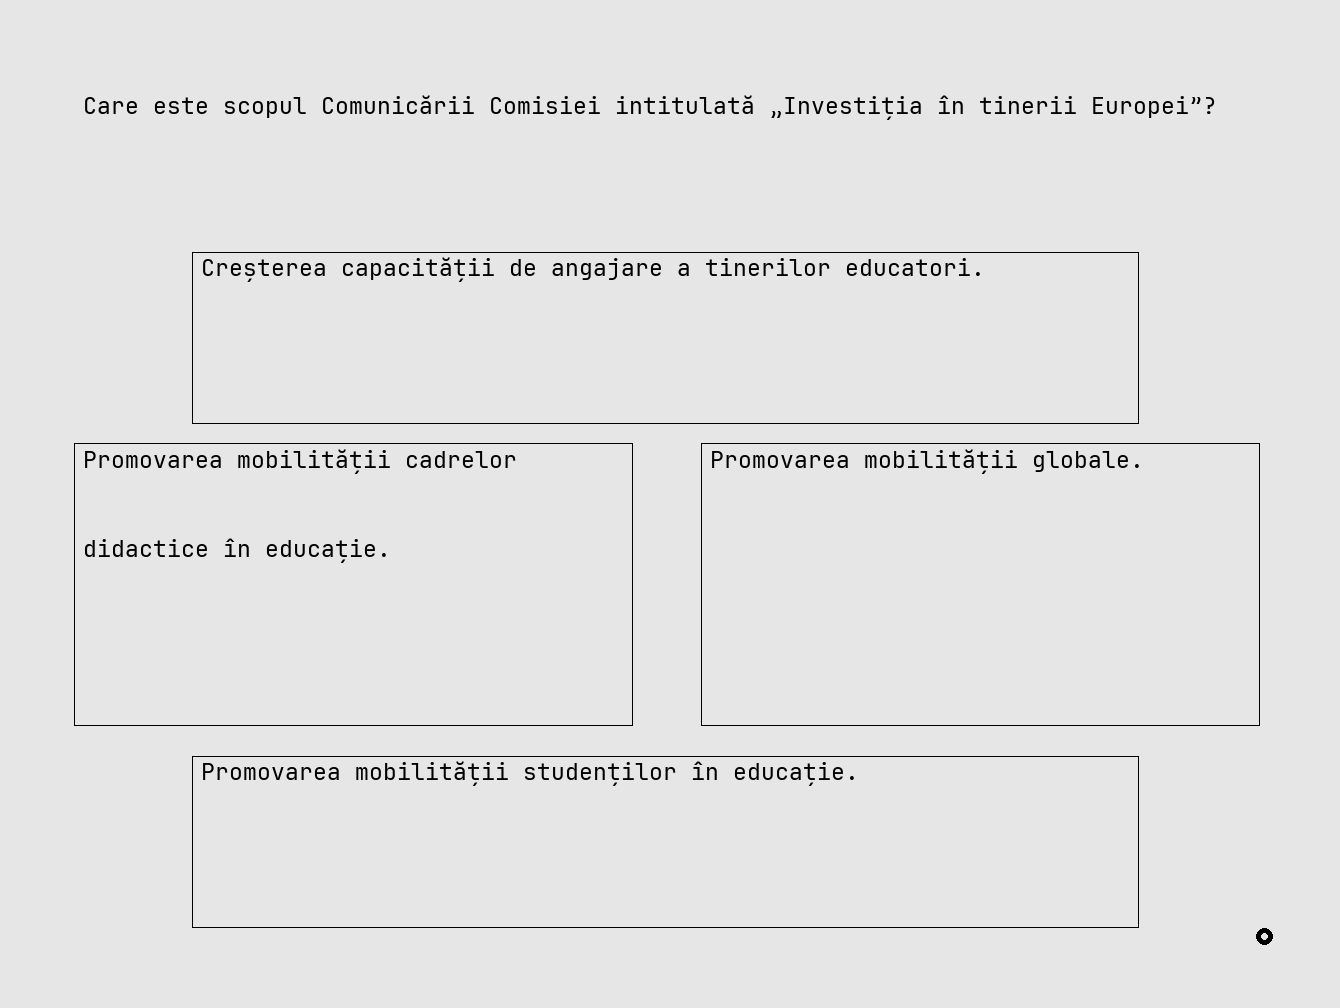 Care este scopul Comunicării Comisiei intitulată „Investiția în tinerii Europei”?
Creșterea capacității de angajare a tinerilor educatori.
Promovarea mobilității cadrelor
didactice în educație.
Promovarea mobilității globale.
Promovarea mobilității studenților în educație.